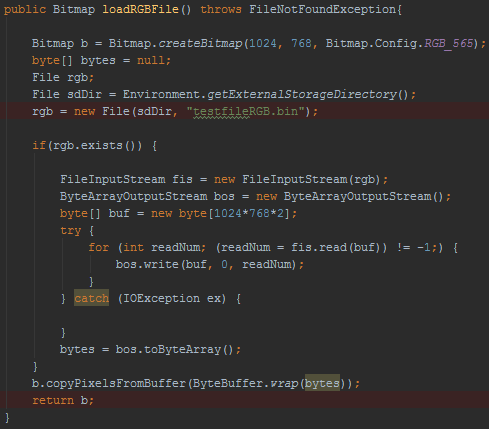 public Bitmap loadRGBFile() throws FileNotFoundException{
Bitmap b = Bitmap.createBitmap(1024, 768, Bitmap.Config.RGB_565);
byte[] bytes = null;
File rgb;
File sdDir = Environment.getExternalStorageDirectory();
rgb = new File(sdDir, "testfileRGB.bin");
if(rgb.exists()) {
FileInputStream fis = new FileInputStream(rgb);
ByteArrayOutputStream bos = new ByteArrayOutputStream();
byte[] buf = new byte[1024*768*2];
try {
for (int readNum; (readNum = fis.read(buf)) != -1;) {
bos.write(buf, 0, readNum);
}
} catch (IOException ex) {
}
bytes = bos.toByteArray();
}
b.copyPixelsFromBuffer(ByteBuffer.wrap(bytes));
return b;
}